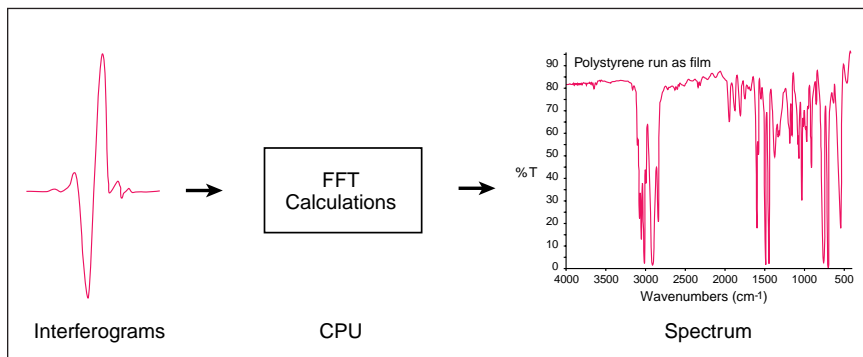 Polystyrene run as film
90
80
70
60
50
40
30
20
10
0
%T
4000 3000 2500 2000 1500 1000 500
Wavenumbers (cm-1)
FFT
Calculations
Interferograms
CPU
Spectrum